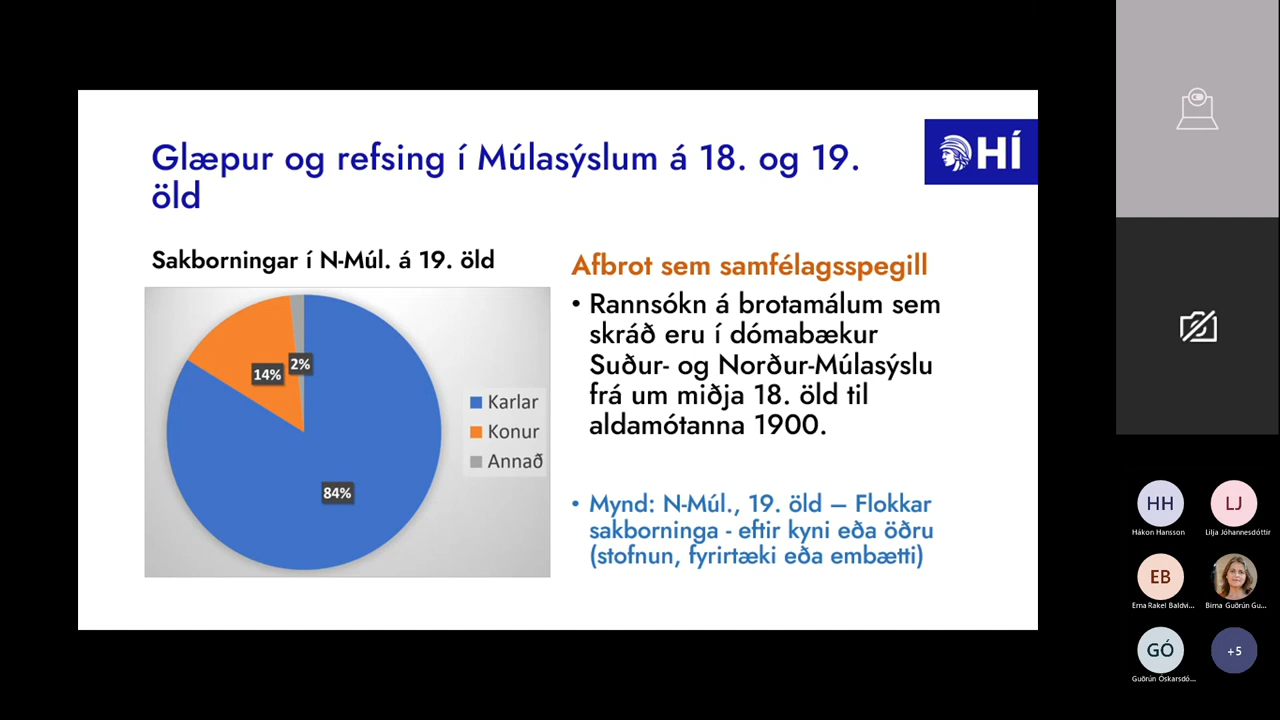 Glæpur og refsing í Múlasýslum á 18. og 19.
öld
HÍ
Sakborningar í N-Múl. á 19. öld
14%
2%
84%
Karlar
Konur
Annað
Afbrot sem samfélagsspegill
• Rannsókn á brotamálum sem
skráð eru í dómabækur
Suður- og Norður-Múlasýslu
frá um miðja 18. öld til
aldamótanna 1900.
• Mynd: N-Múl., 19. öld – Flokkar
sakborninga - eftir kyni eða öðru
(stofnun, fyrirtæki eða embætti)
HH
Hákon Hansson
LJ
Lilja Jóhannesdóttir
EB
Erna Rakel Baldvi...
Birna Guðrún Gu...
GÓ
Guðrún Óskarsdó...
+5